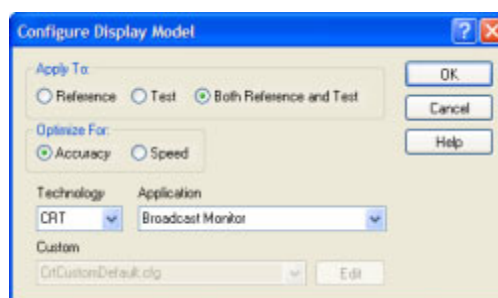 Configure Display Model
Apply To:
Reference Test Both Reference and Test
OK
Cancel
Optimize For:
Accuracy Speed
Help
Technology Application
CRT Broadcast Monitor
Custom
CrtCustomDefault.cfg Edit